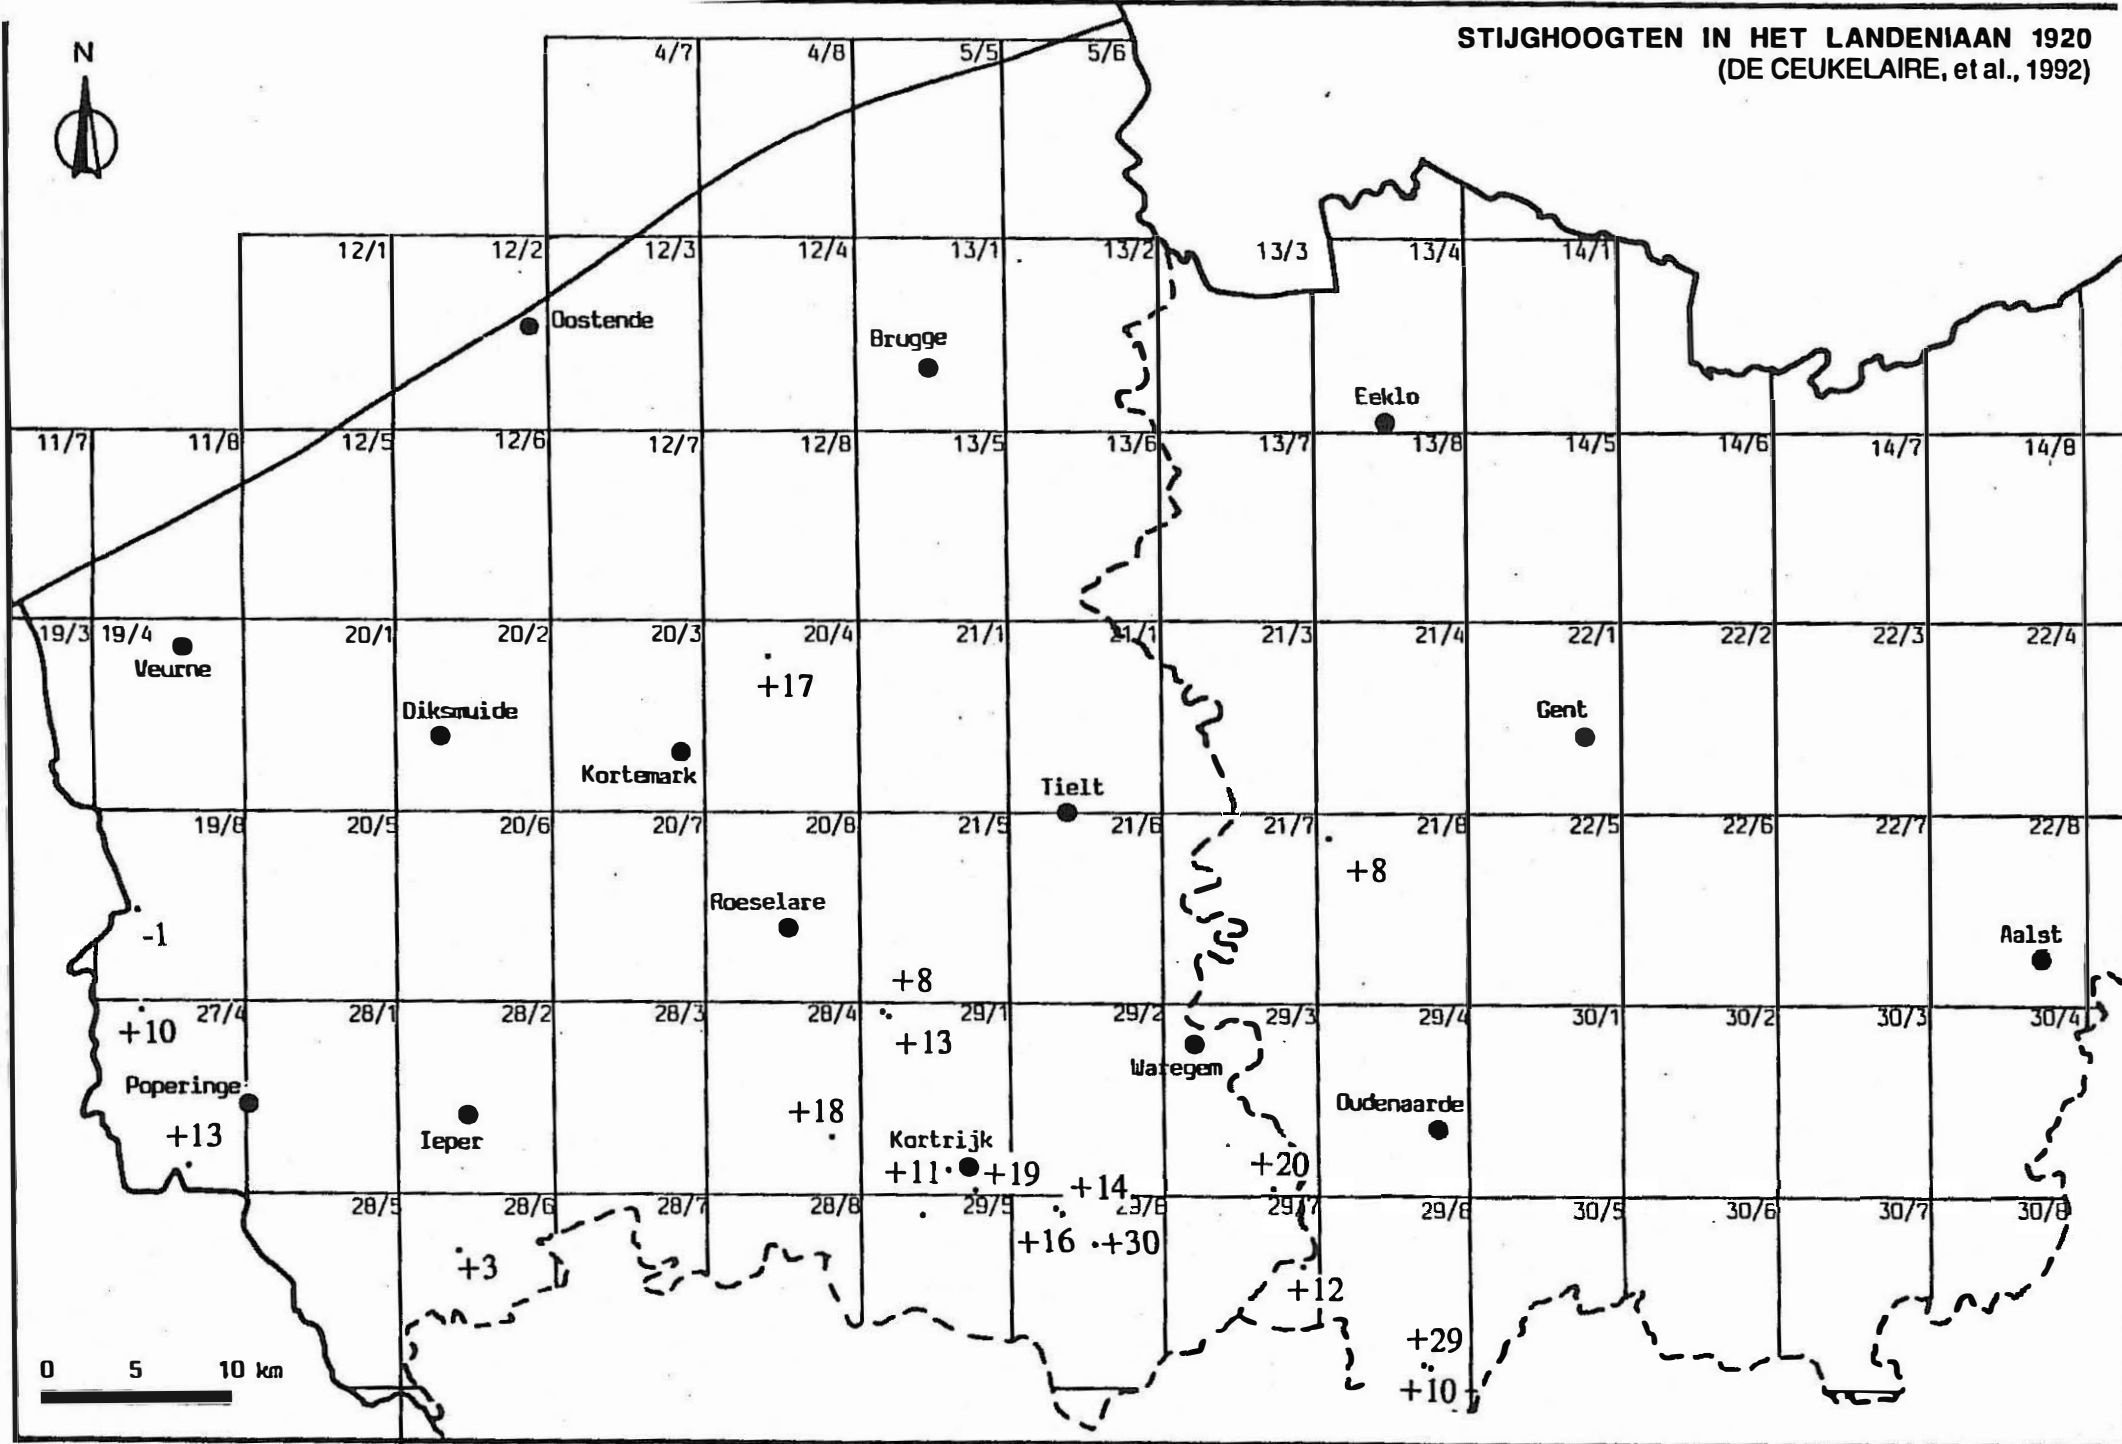 STIJGHOOGTEN IN HET LANDENIAAN 1920
(DE CEUKELAIRE, et al., 1992)
N
4/7 4/8 5/5 5/6
12/1 12/2 12/3 12/4 13/1 13/2 13/3 13/4 14/1
Oostende
Brugge
Eeklo
11/7 11/8 12/5 12/6 12/7 12/8 13/5 13/6 13/7 13/8 14/5 14/6 14/7 14/8
19/3 19/4 20/1 20/2 20/3 20/4 21/1 21/1 21/3 21/4 22/1 22/2 22/3 22/4
Veurne
+17
Diksmuide
Gent
Kortemark
Tielt
19/8 20/5 20/6 20/7 20/8 21/5 21/6 21/7 21/8 22/5 22/6 22/7 22/8
+8
Roeselare
-1
Aalst
+8
27/4 28/1 28/2 28/3 28/4 29/1 29/2 29/3 29/4 30/1 30/2 30/3 30/4
+10
+13
Waregem
Poperinge
Oudenaarde
+18
+13
Ieper
Kortrijk
+11 +19
+20
+14
28/5 28/6 28/7 28/8 29/5 29/7 29/8 30/5 30/6 30/7 30/8
+16 +30
+3
+12
+29
+10
0 5 10 km